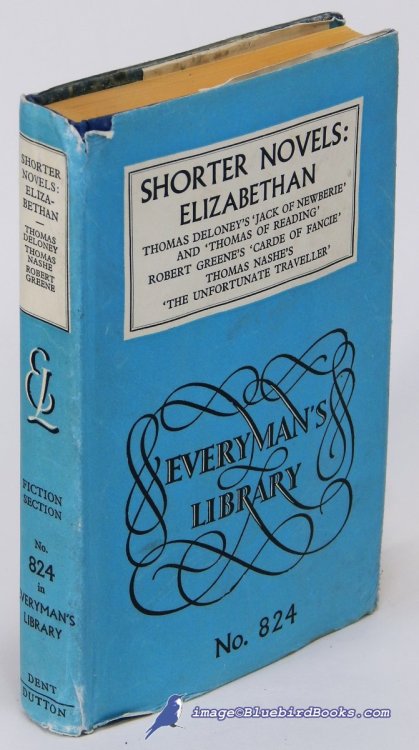 SHORTER
NOVELS:
ELIZA-
BETHAN
THOMAS
DELONEY
THOMAS
NASHE
ROBERT
GREENE
EL
FICTION
SECTION
No.
824
in
EVERYMAN'S
LIBRARY
DENT
DUTTON
SHORTER NOVELS:
ELIZABETHAN
THOMAS DELONEY'S 'JACK OF NEWBERIE'
AND 'THOMAS OF READING'
ROBERT GREENE'S 'CARDE OF FANCIE'
THOMAS NASHE'S
'THE UNFORTUNATE TRAVELLER'
EVERYMAN'S
LIBRARY
No. 824
image©BluebirdBooks.com